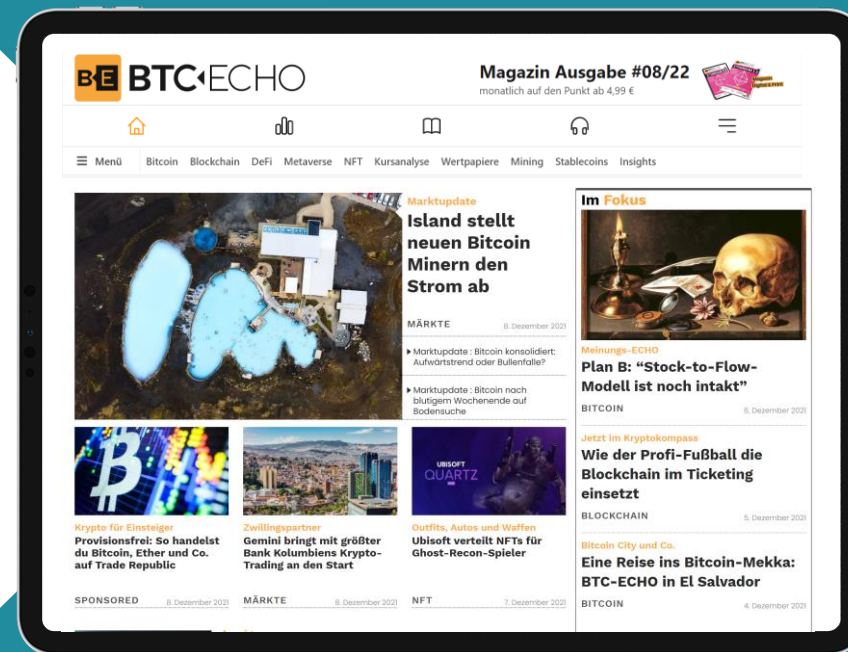 BE BTC ECHO
Magazin Ausgabe #08/22
monatlich auf den Punkt ab 4,99 €
Menü Bitcoin Blockchain DeFi Metaverse NFT Kursanalyse Wertpapiere Mining Stablecoins Insights
Marktupdate
Island stellt
neuen Bitcoin
Minern den
Strom ab
MÄRKTE 8. Dezember 2021
Marktupdate : Bitcoin konsolidiert:
Aufwärtstrend oder Bullenfalle?
Marktupdate : Bitcoin nach
blutigem Wochenende auf
Bodensuche
UBISOFT
QUARTZ
Krypto für Einsteiger
Provisionsfrei: So handelst
du Bitcoin, Ether und Co.
auf Trade Republic
SPONSORED 8. Dezember 2021
Zwillingspartner
Gemini bringt mit größter
Bank Kolumbiens Krypto-
Trading an den Start
MÄRKTE 8. Dezember 2021
Outfits, Autos und Waffen
Ubisoft verteilt NFTs für
Ghost-Recon-Spieler
NFT 7. Dezember 2021
Im Fokus
Meinungs-ECHO
Plan B: “Stock-to-Flow-
Modell ist noch intakt”
BITCOIN 6. Dezember 2021
Jetzt im Kryptokompass
Wie der Profi-Fußball die
Blockchain im Ticketing
einsetzt
BLOCKCHAIN 5. Dezember 2021
Bitcoin City und Co.
Eine Reise ins Bitcoin-Mekka:
BTC-ECHO in El Salvador
BITCOIN 4. Dezember 2021